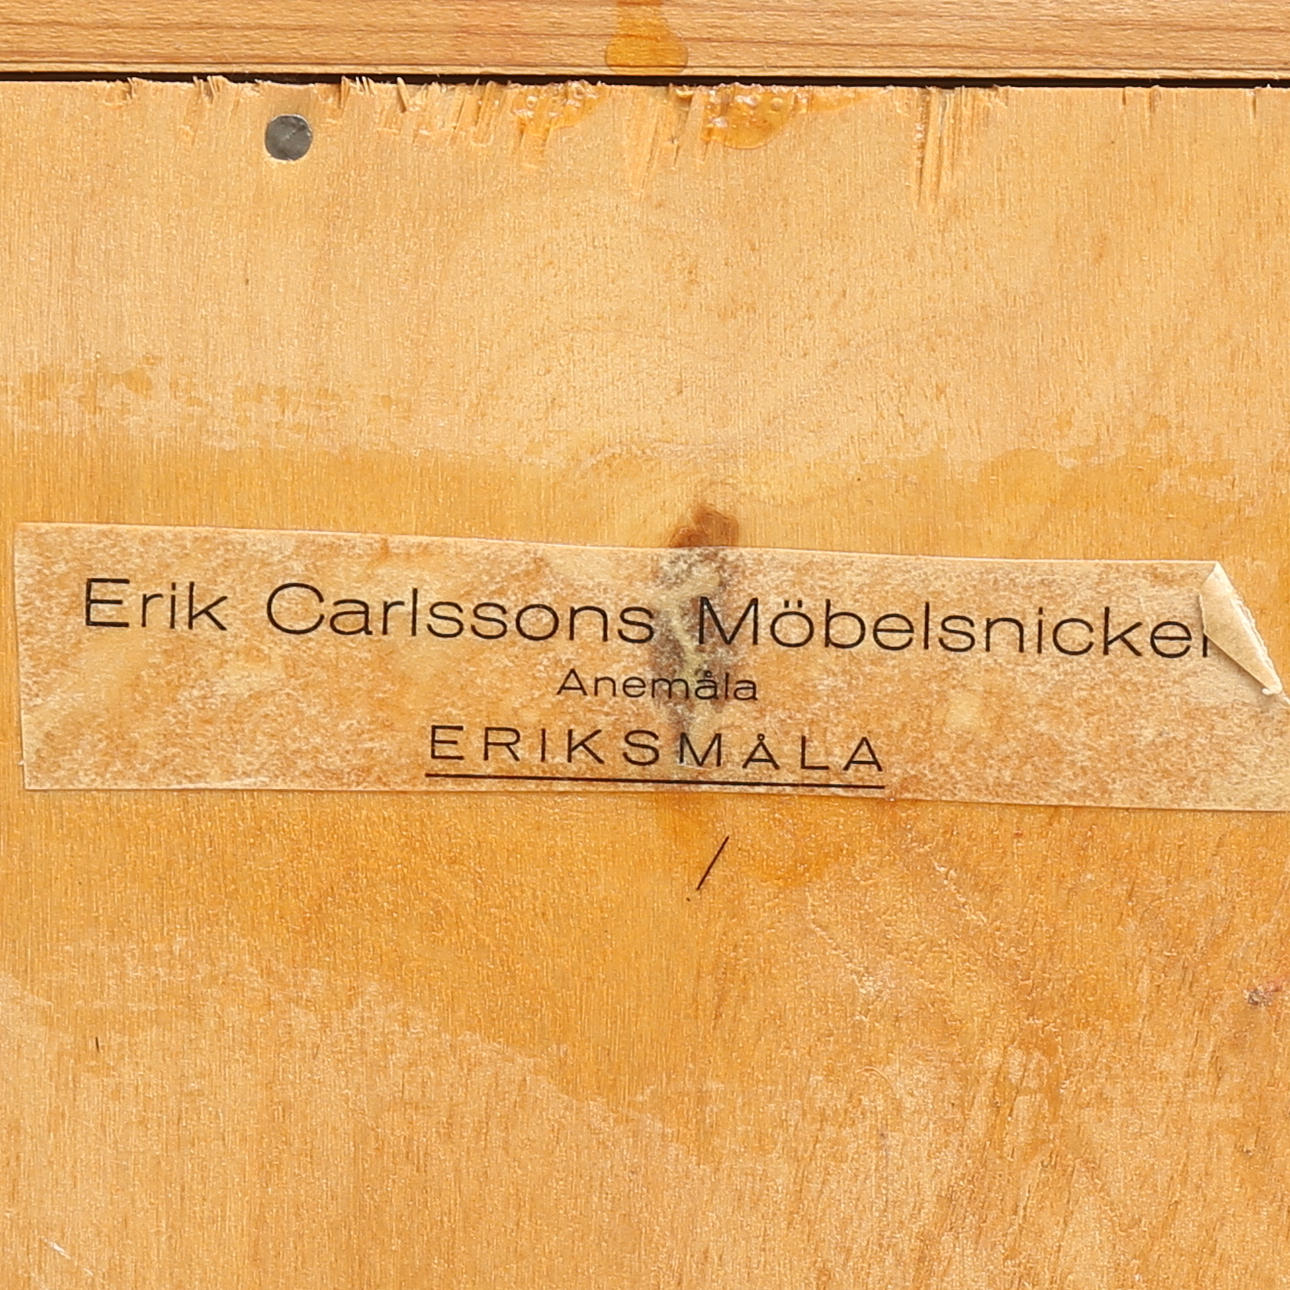 Erik Carlssons Möbelsnicker
Anemåla
ERIKSMÅLA